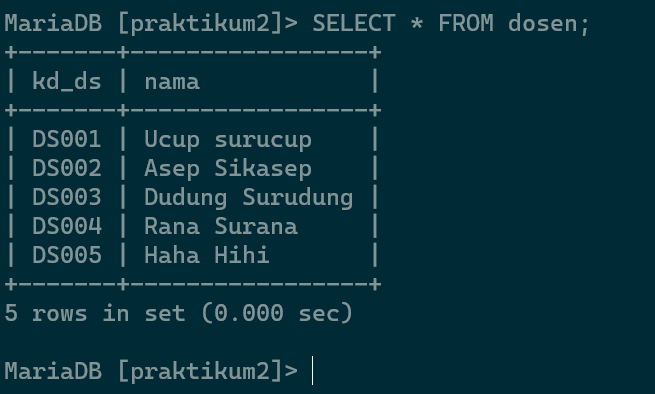 MariaDB [praktikum2]> SELECT * FROM dosen;
+-------+-----------------+
| kd_ds | nama            |
+-------+-----------------+
| DS001 | Ucup surucup    |
| DS002 | Asep Sikasep    |
| DS003 | Dudung Surudung |
| DS004 | Rana Surana     |
| DS005 | Haha Hihi       |
+-------+-----------------+
5 rows in set (0.000 sec)
MariaDB [praktikum2]>